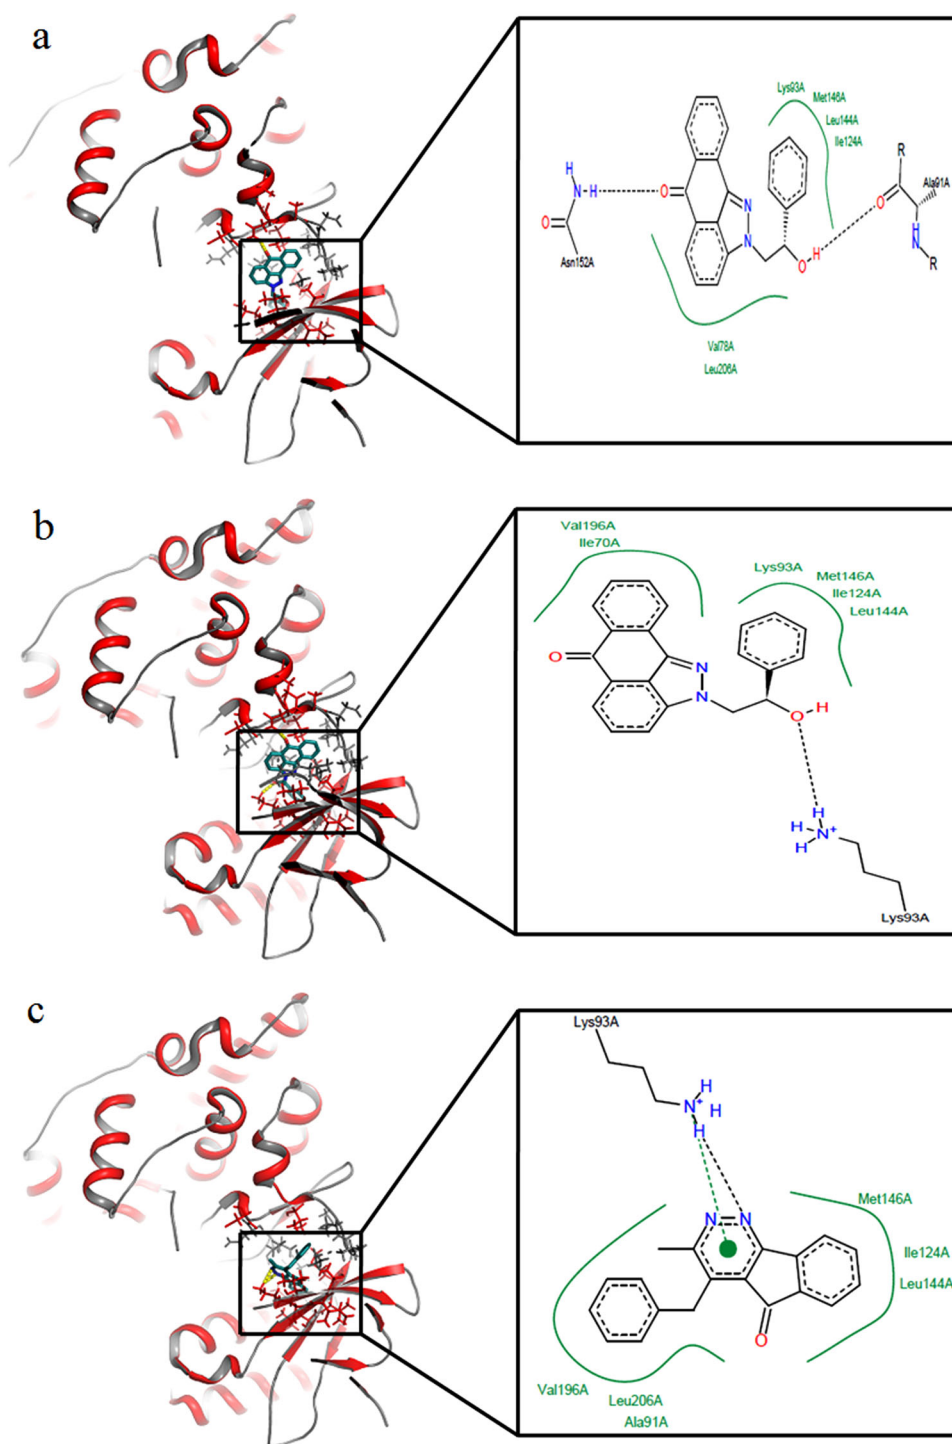 a
Lys93A
Met146A
Leu144A
Ile124A
H
N H
O
Asn152A
O
N
N
O H
R
O
Ala91A
H
N
R
Val78A
Leu206A
b
Val196A
Ile70A
Lys93A
Met146A
Ile124A
Leu144A
O
N
N
O H
H
H N+
H
Lys93A
c
Lys93A
H
N+ H
H
N N
Met146A
Ile124A
Leu144A
O
Val196A
Leu206A
Ala91A